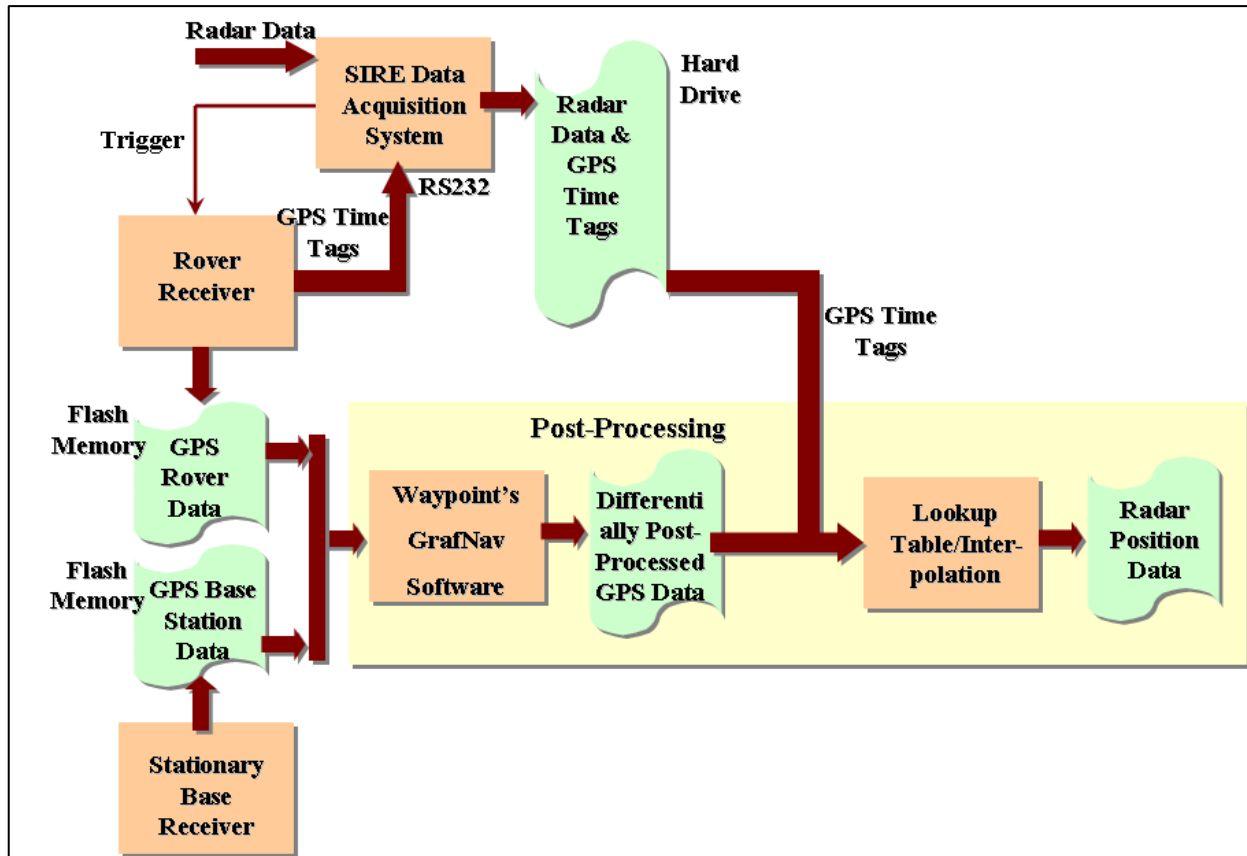 Radar Data
SIRE Data
Acquisition
System
Hard
Drive
Radar
Data &
GPS
Time
Tags
Trigger
RS232
GPS Time
Tags
Rover
Receiver
GPS Time
Tags
Flash
Memory
GPS
Rover
Data
Post-Processing
Waypoint's
GrafNav
Software
Differenti
ally Post-
Processed
GPS Data
Lookup
Table/Inter-
polation
Radar
Position
Data
Flash
Memory
GPS Base
Station
Data
Stationary
Base
Receiver